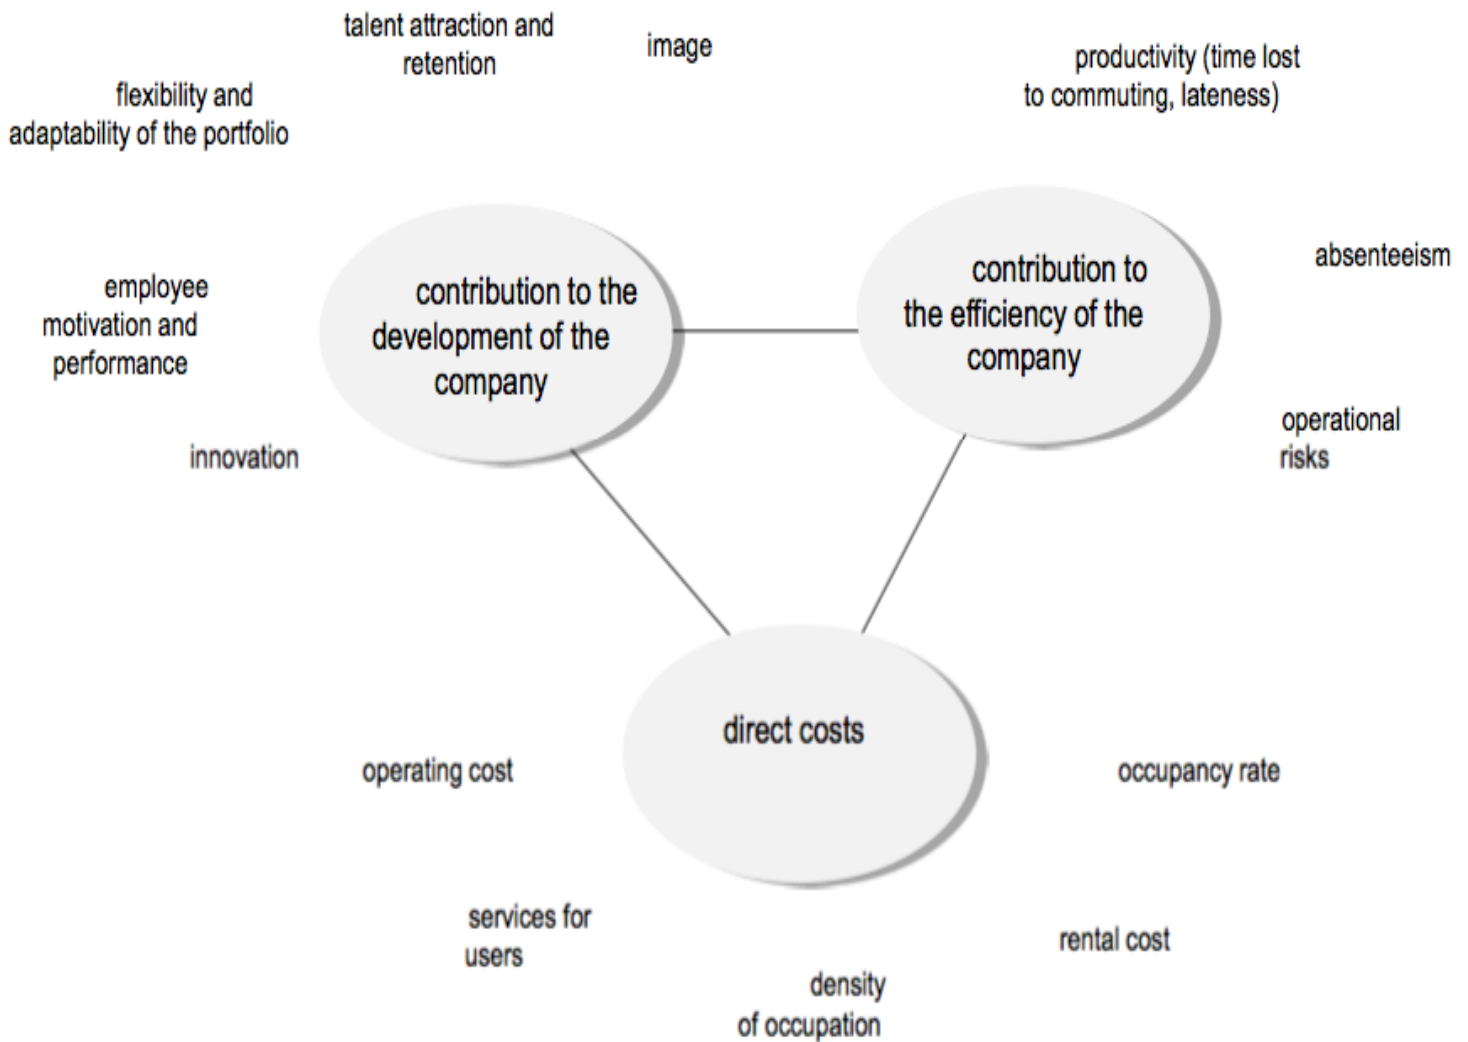 talent attraction and
retention
image
productivity (time lost
to commuting, lateness)
flexibility and
adaptability of the portfolio
contribution to the
development of the
company
contribution to
the efficiency of the
company
absenteeism
employee
motivation and
performance
innovation
operational
risks
direct costs
operating cost
occupancy rate
services for
users
rental cost
density
of occupation